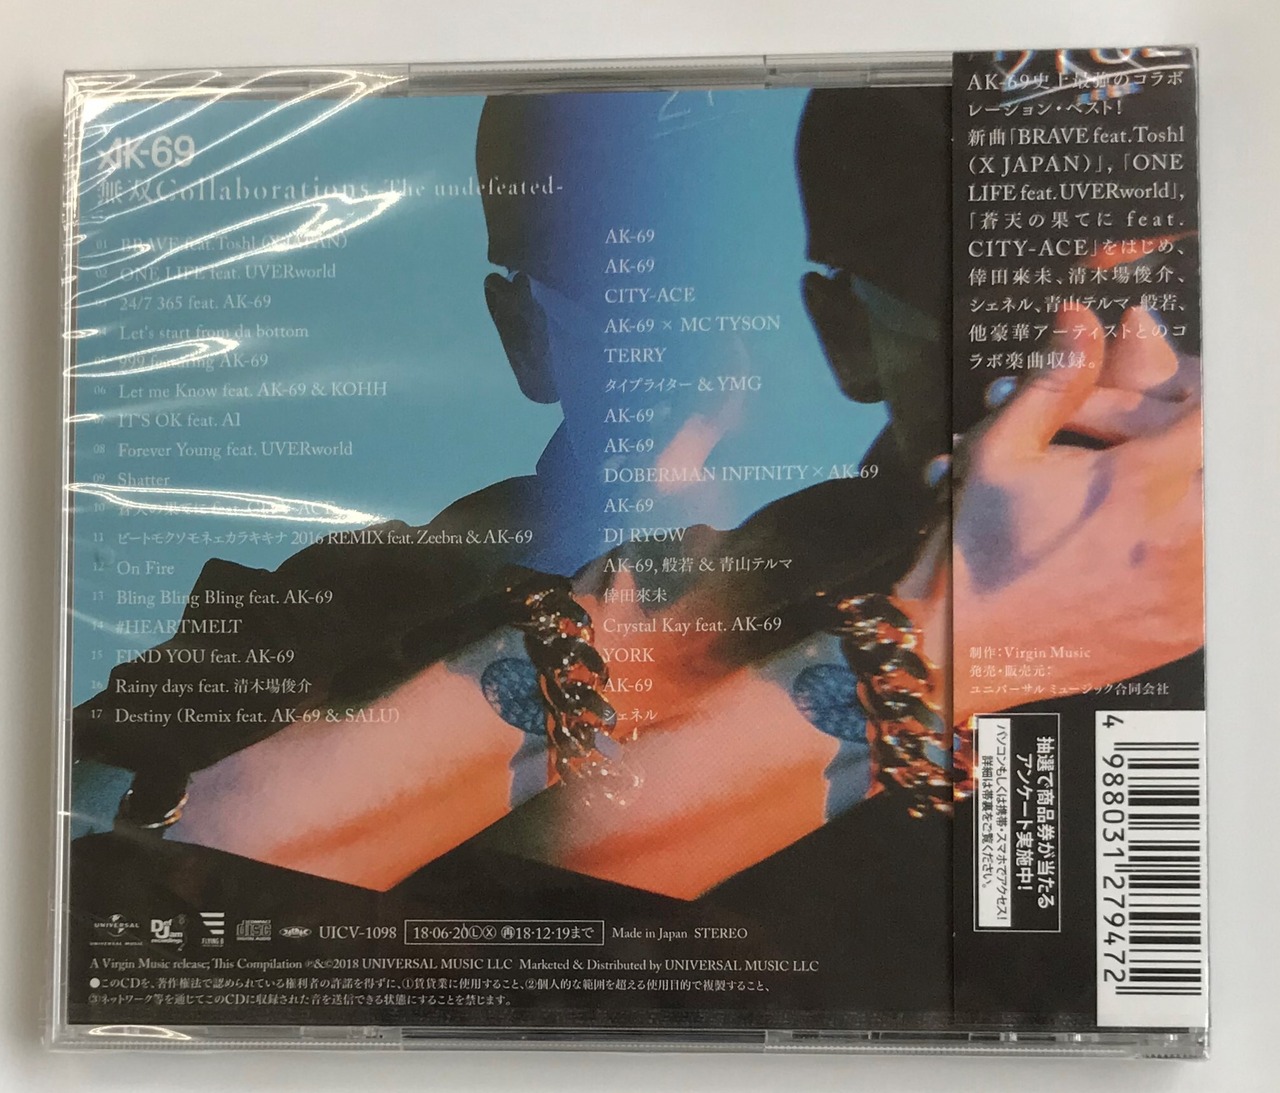 AK-69
無双Collaborations -The undefeated-
01 BRAVE feat. Toshl (X JAPAN) AK-69
02 ONE LIFE feat. UVERworld AK-69
03 24/7 365 feat. AK-69 CITY-ACE
04 Let's start from da bottom AK-69 × MC TYSON
05 999 featuring AK-69 TERRY
06 Let me Know feat. AK-69 & KOHH タイプライター & YMG
07 IT'S OK feat. AI AK-69
08 Forever Young feat. UVERworld AK-69
09 Shatter DOBERMAN INFINITY × AK-69
10 蒼天の果てに feat. CITY-ACE AK-69
11 ビートモクソモネェカラキキナ 2016 REMIX feat. Zeebra & AK-69 DJ RYOW
12 On Fire AK-69, 般若 & 青山テルマ
13 Bling Bling Bling feat. AK-69 倖田來未
14 #HEARTMELT Crystal Kay feat. AK-69
15 FIND YOU feat. AK-69 YORK
16 Rainy days feat. 清木場俊介 AK-69
17 Destiny (Remix feat. AK-69 & SALU) シェネル
UNIVERSAL
UNIVERSAL MUSIC
Def Jam
recordings
FLYING B
COMPACT
disc
DIGITAL AUDIO
UICV-1098
18·06·20ⓁⓍ ㊗18·12·19まで
Made in Japan STEREO
A Virgin Music release; This Compilation ℗&©2018 UNIVERSAL MUSIC LLC Marketed & Distributed by UNIVERSAL MUSIC LLC
●このCDを、著作権法で認められている権利者の許諾を得ずに、①賃貸業に使用すること、②個人的な範囲を超える使用目的で複製すること、
③ネットワーク等を通じてこのCDに収録された音を送信できる状態にすることを禁じます。
AK-69史上最強のコラボ
レーション・ベスト!
新曲「BRAVE feat.Toshl
(X JAPAN)」,「ONE
LIFE feat. UVERworld」,
「蒼天の果てに feat.
CITY-ACE」をはじめ、
倖田來未、清木場俊介、
シェネル、青山テルマ、般若、
他豪華アーティストとのコ
ラボ楽曲収録。
制作:Virgin Music
発売・販売元:
ユニバーサル ミュージック合同会社
抽選で商品券が当たる
アンケート実施中!
パソコンもしくは携帯・スマホでアクセス!
詳細は帯裏をご覧ください。
4 988031 279472